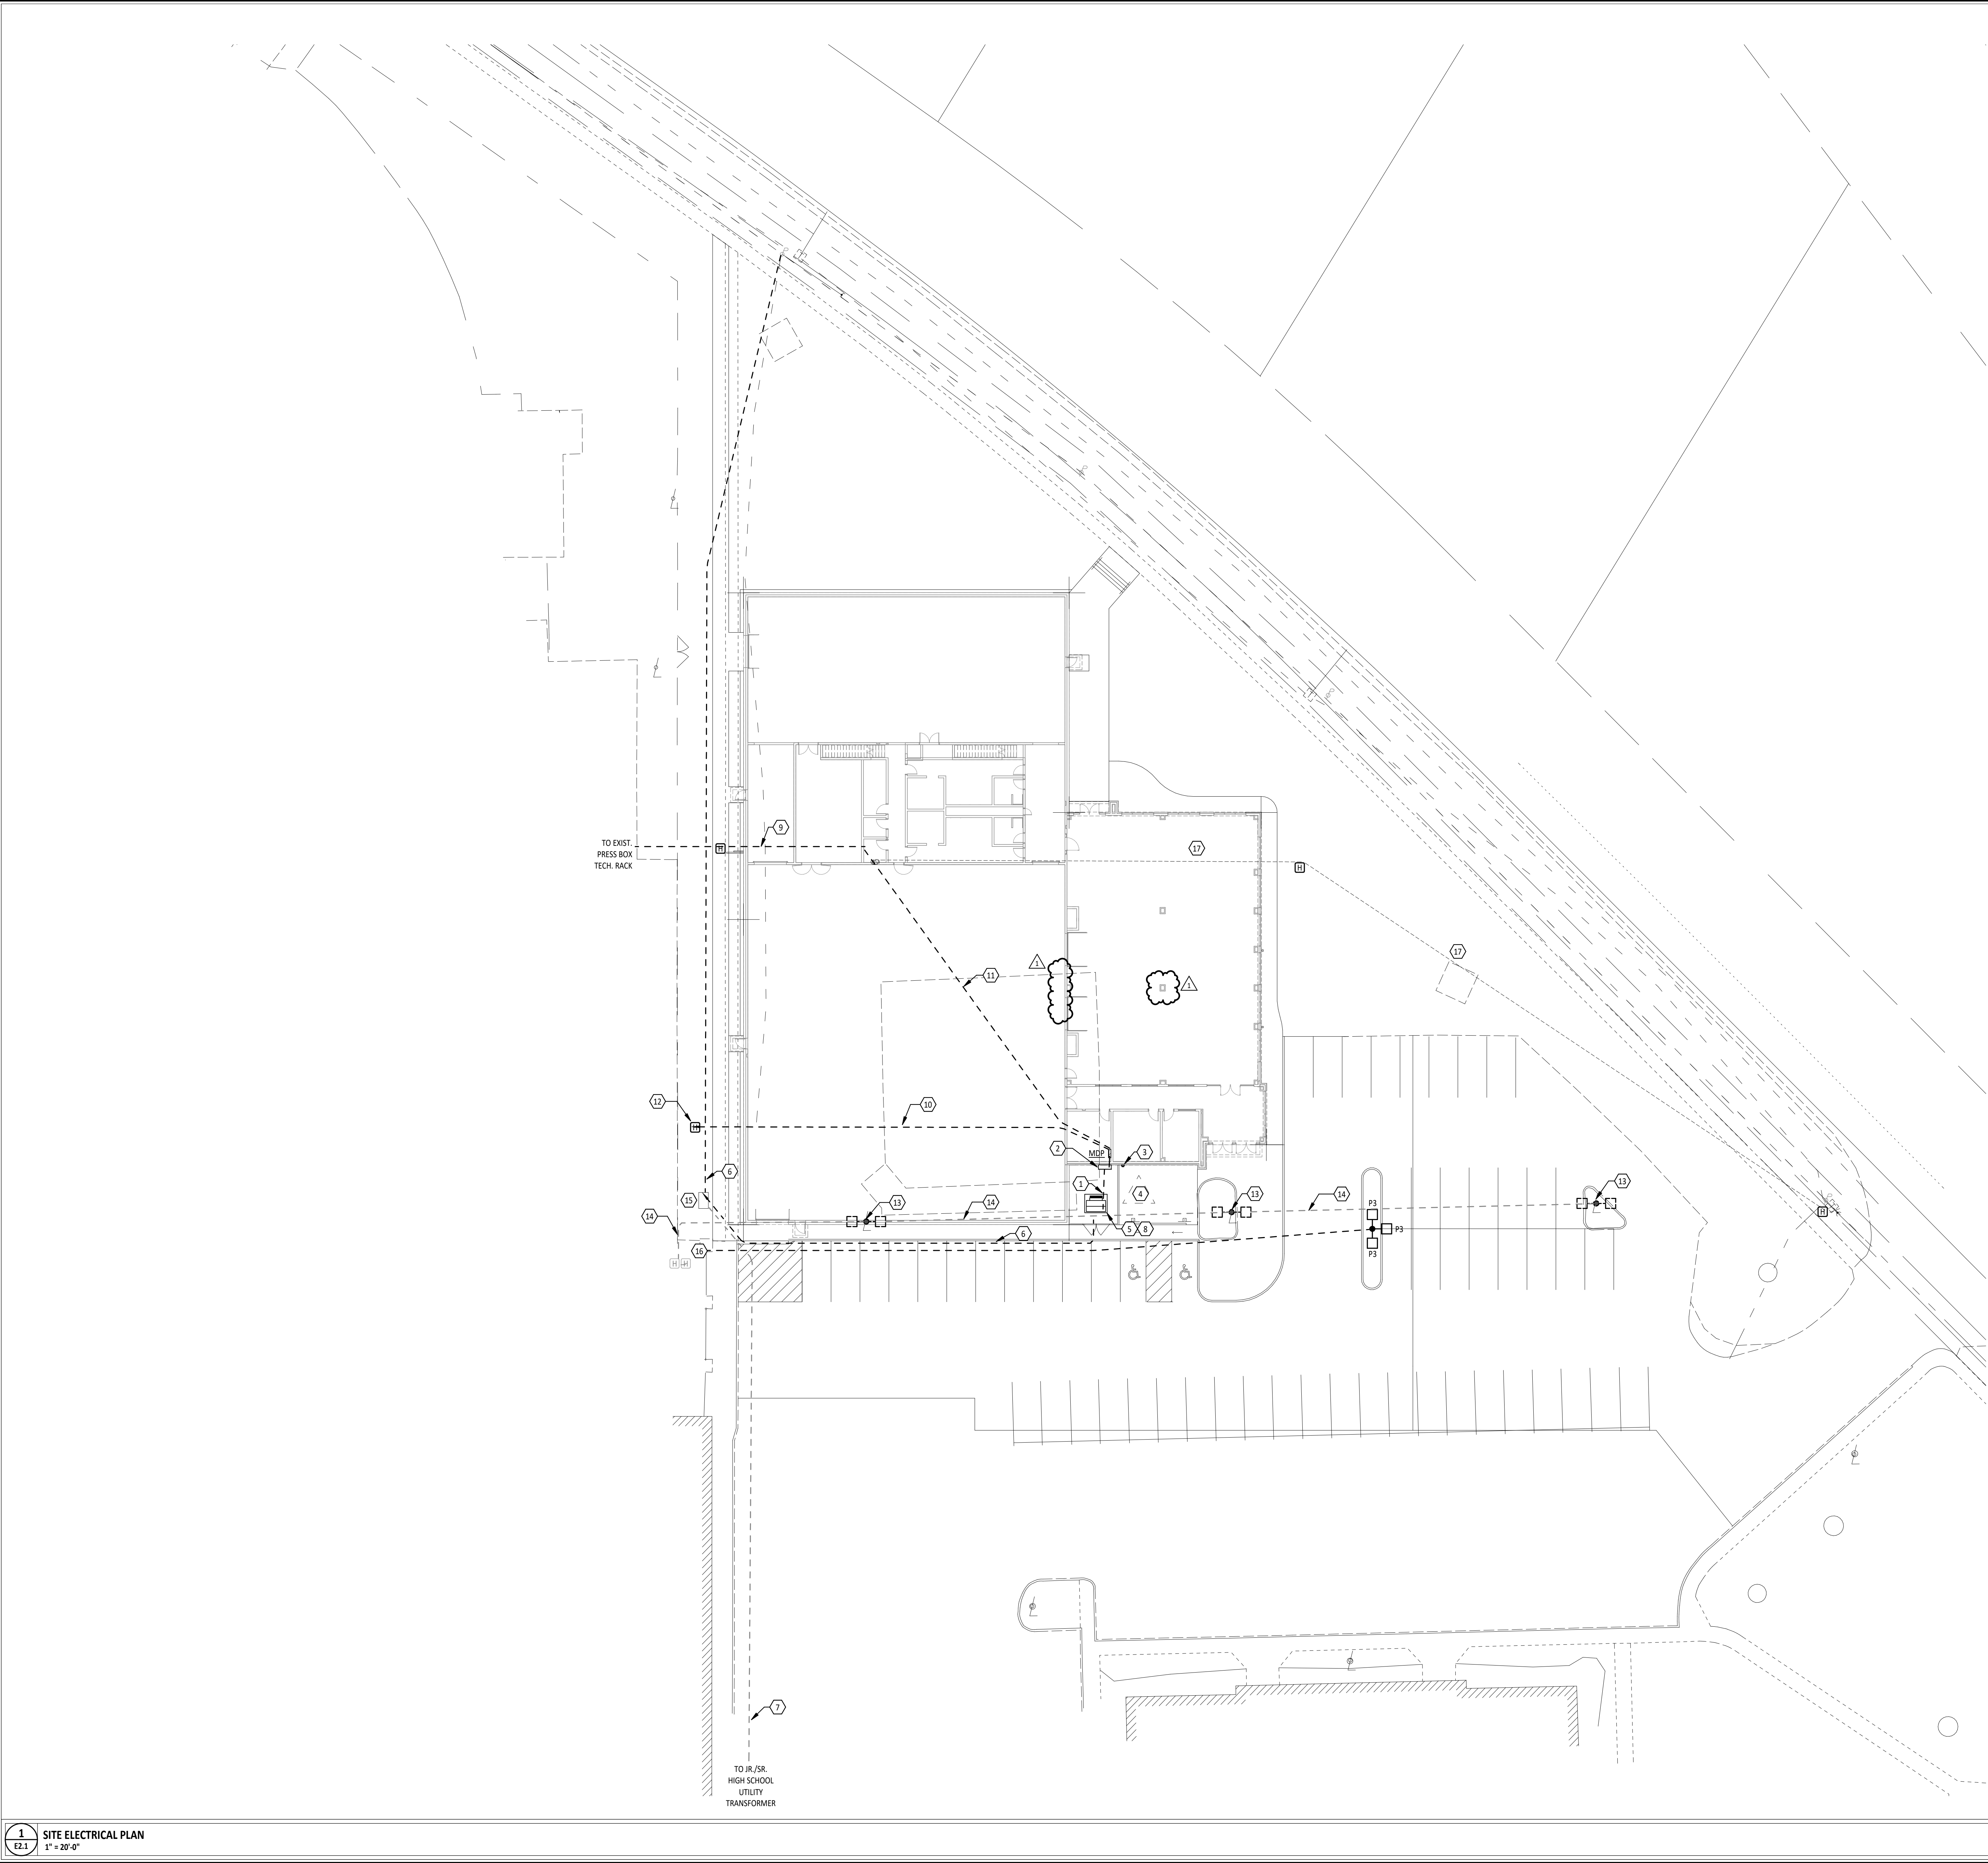 9
TO EXIST.
PRESS BOX
TECH. RACK
H
17
H
17
1
11
1
12
10
H
2
MDP
3
6
1
4
13
15
13
14
13
14
P3
14
5
8
6
P3
16
P3
H
H
H
7
TO JR./SR.
HIGH SCHOOL
UTILITY
TRANSFORMER
1
SITE ELECTRICAL PLAN
E2.1
1" = 20'-0"